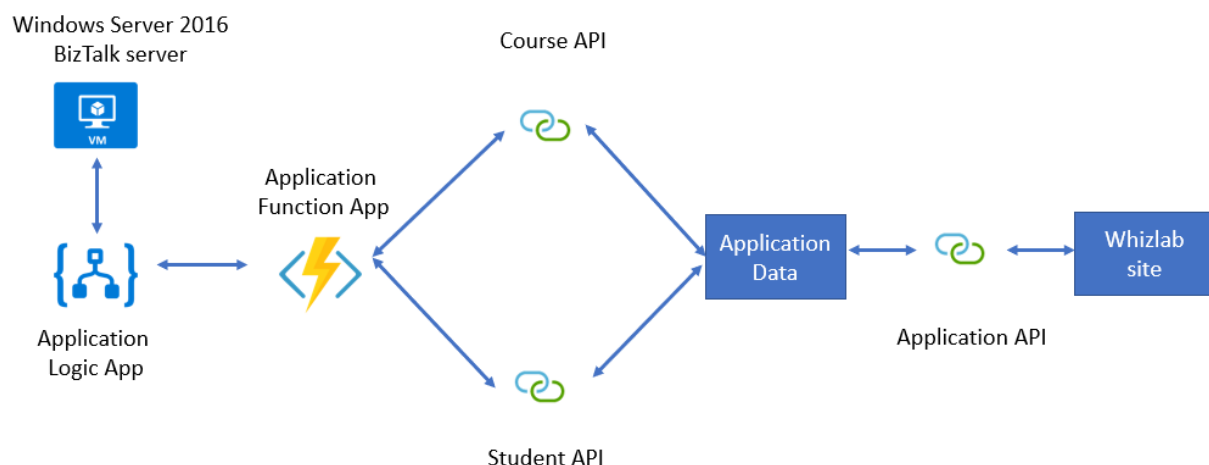 Windows Server 2016
BizTalk server
VM
Application
Logic App
Application
Function App
Course API
Student API
Application
Data
Application API
Whizlab
site